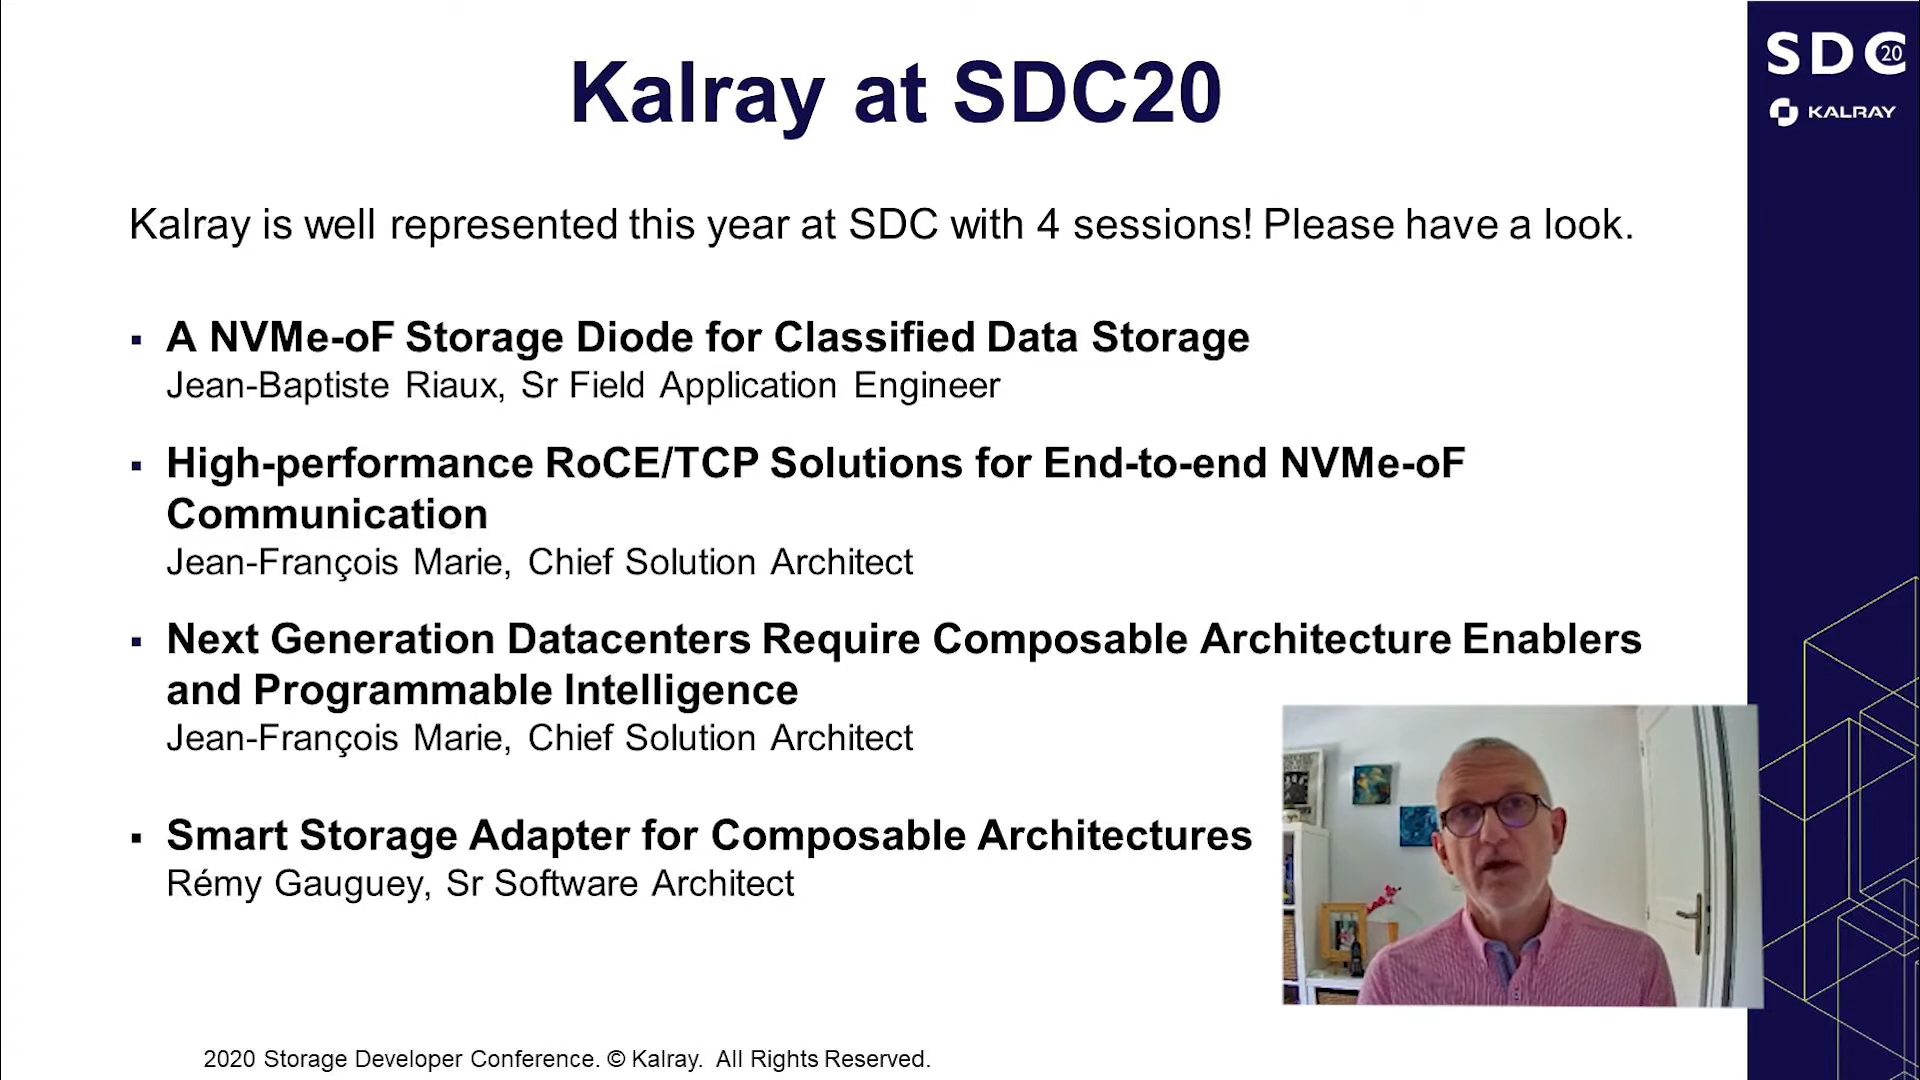 Kalray at SDC20
SDC 20
KALRAY
Kalray is well represented this year at SDC with 4 sessions! Please have a look.
▪ A NVMe-oF Storage Diode for Classified Data Storage
Jean-Baptiste Riaux, Sr Field Application Engineer
▪ High-performance RoCE/TCP Solutions for End-to-end NVMe-oF
Communication
Jean-François Marie, Chief Solution Architect
▪ Next Generation Datacenters Require Composable Architecture Enablers
and Programmable Intelligence
Jean-François Marie, Chief Solution Architect
▪ Smart Storage Adapter for Composable Architectures
Rémy Gauguey, Sr Software Architect
2020 Storage Developer Conference. © Kalray. All Rights Reserved.